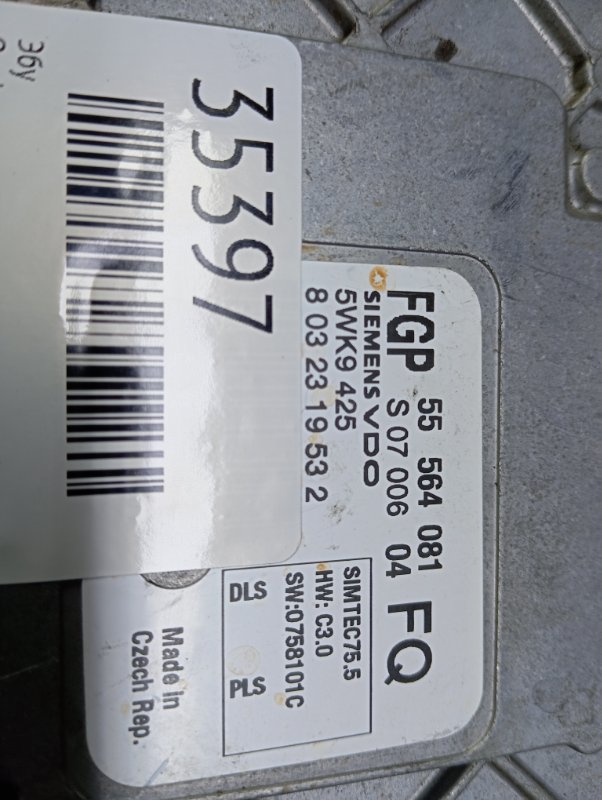 Збу
35397
FGP 55 564 081 FQ
S 07 006 04
SIEMENS VDO
5WK9 425
8 03 23 19 53 2
SIMTEC75.5
HW: C3.0
SW:0758101C
DLS PLS
Made in
Czech Rep.